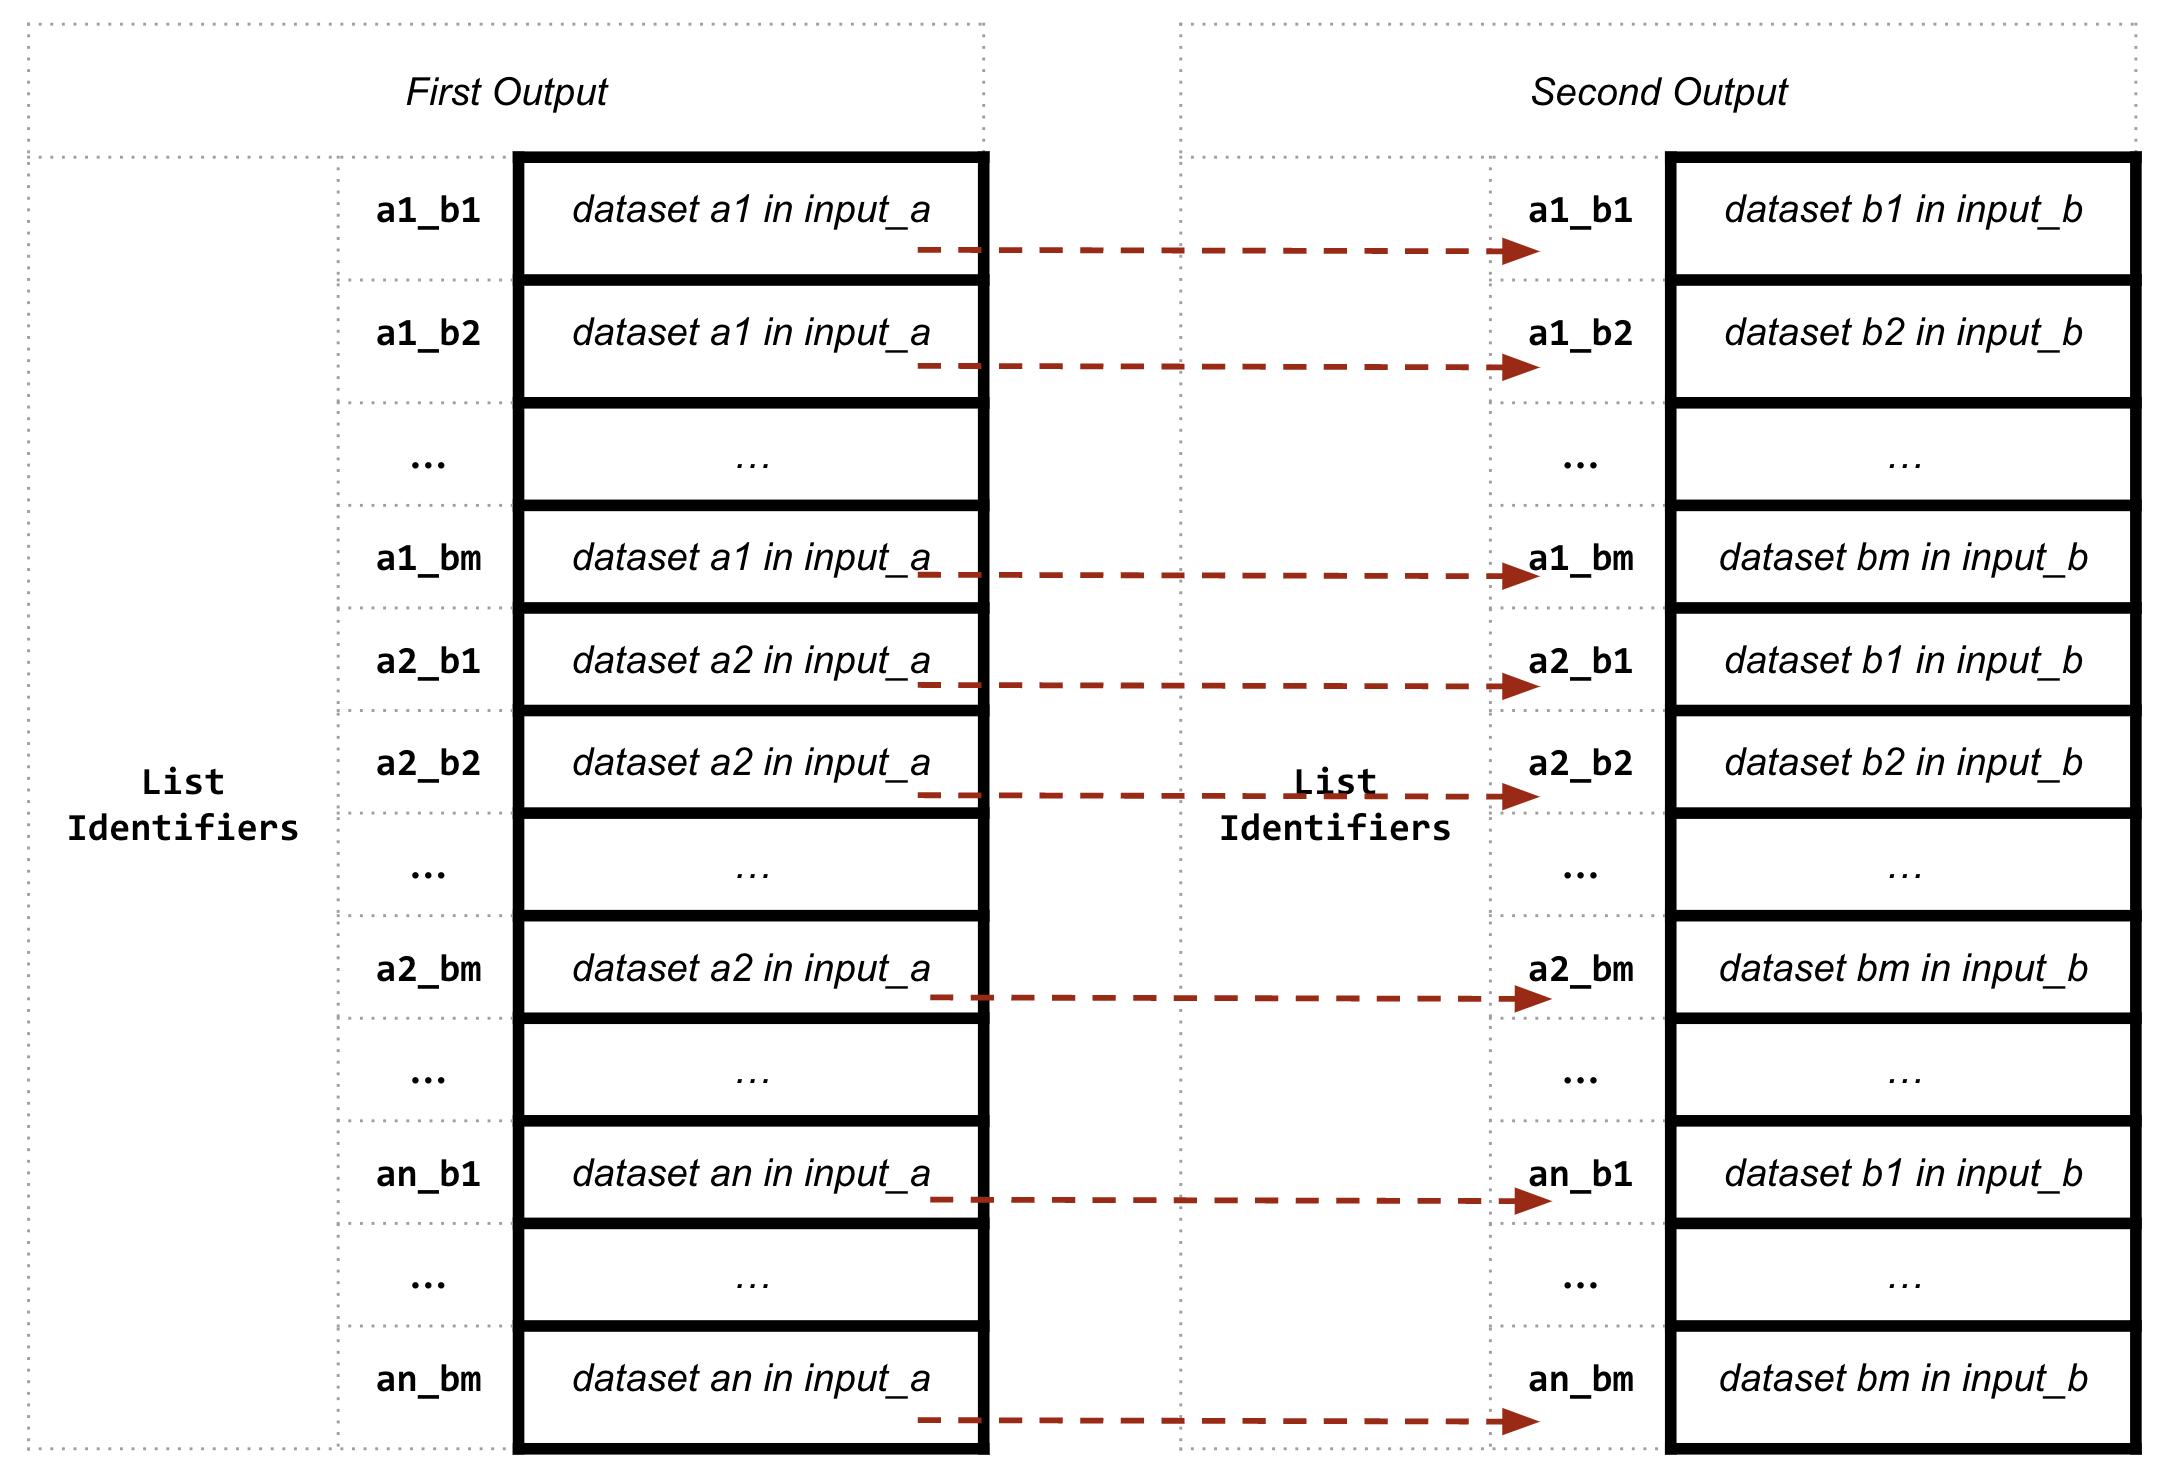 First Output
List
Identifiers
a1_b1 dataset a1 in input_a
a1_b2 dataset a1 in input_a
... ...
a1_bm dataset a1 in input_a
a2_b1 dataset a2 in input_a
a2_b2 dataset a2 in input_a
... ...
a2_bm dataset a2 in input_a
... ...
an_b1 dataset an in input_a
... ...
an_bm dataset an in input_a
Second Output
List
Identifiers
a1_b1 dataset b1 in input_b
a1_b2 dataset b2 in input_b
... ...
a1_bm dataset bm in input_b
a2_b1 dataset b1 in input_b
a2_b2 dataset b2 in input_b
... ...
a2_bm dataset bm in input_b
... ...
an_b1 dataset b1 in input_b
... ...
an_bm dataset bm in input_b